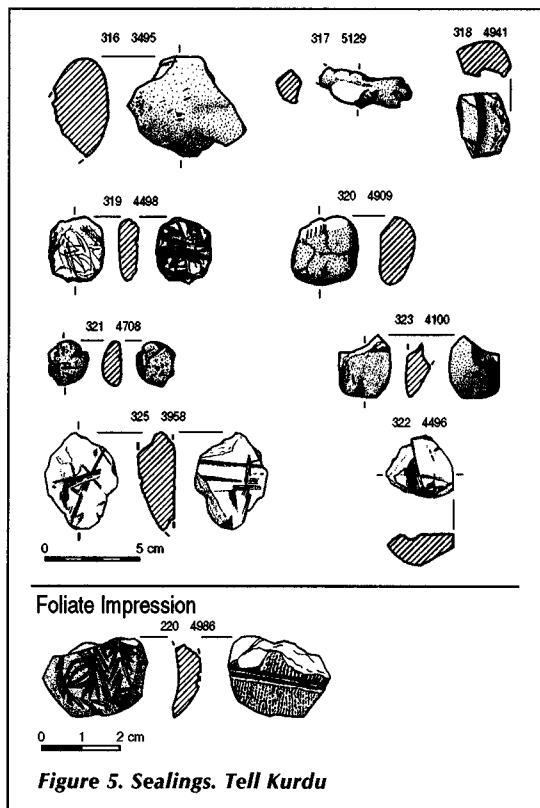 316 3495
317 5129
318 4941
319 4498
320 4909
321 4708
323 4100
325 3958
322 4496
0 5 cm
Foliate Impression
220 4986
0 1 2 cm
Figure 5. Sealings. Tell Kurdu